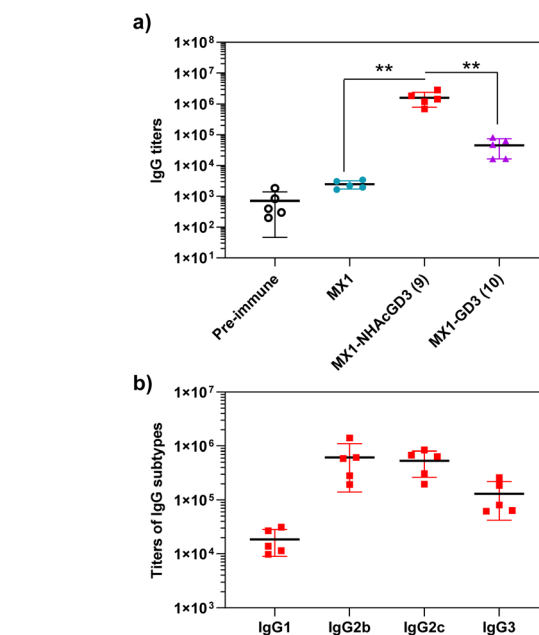 a)
1×10⁸
1×10⁷
1×10⁶
1×10⁵
1×10⁴
1×10³
1×10²
1×10¹
IgG titers
**
**
Pre-immune
MX1
MX1-NHAcGD3 (9)
MX1-GD3 (10)
b)
1×10⁷
1×10⁶
1×10⁵
1×10⁴
1×10³
Titers of IgG subtypes
IgG1 IgG2b IgG2c IgG3